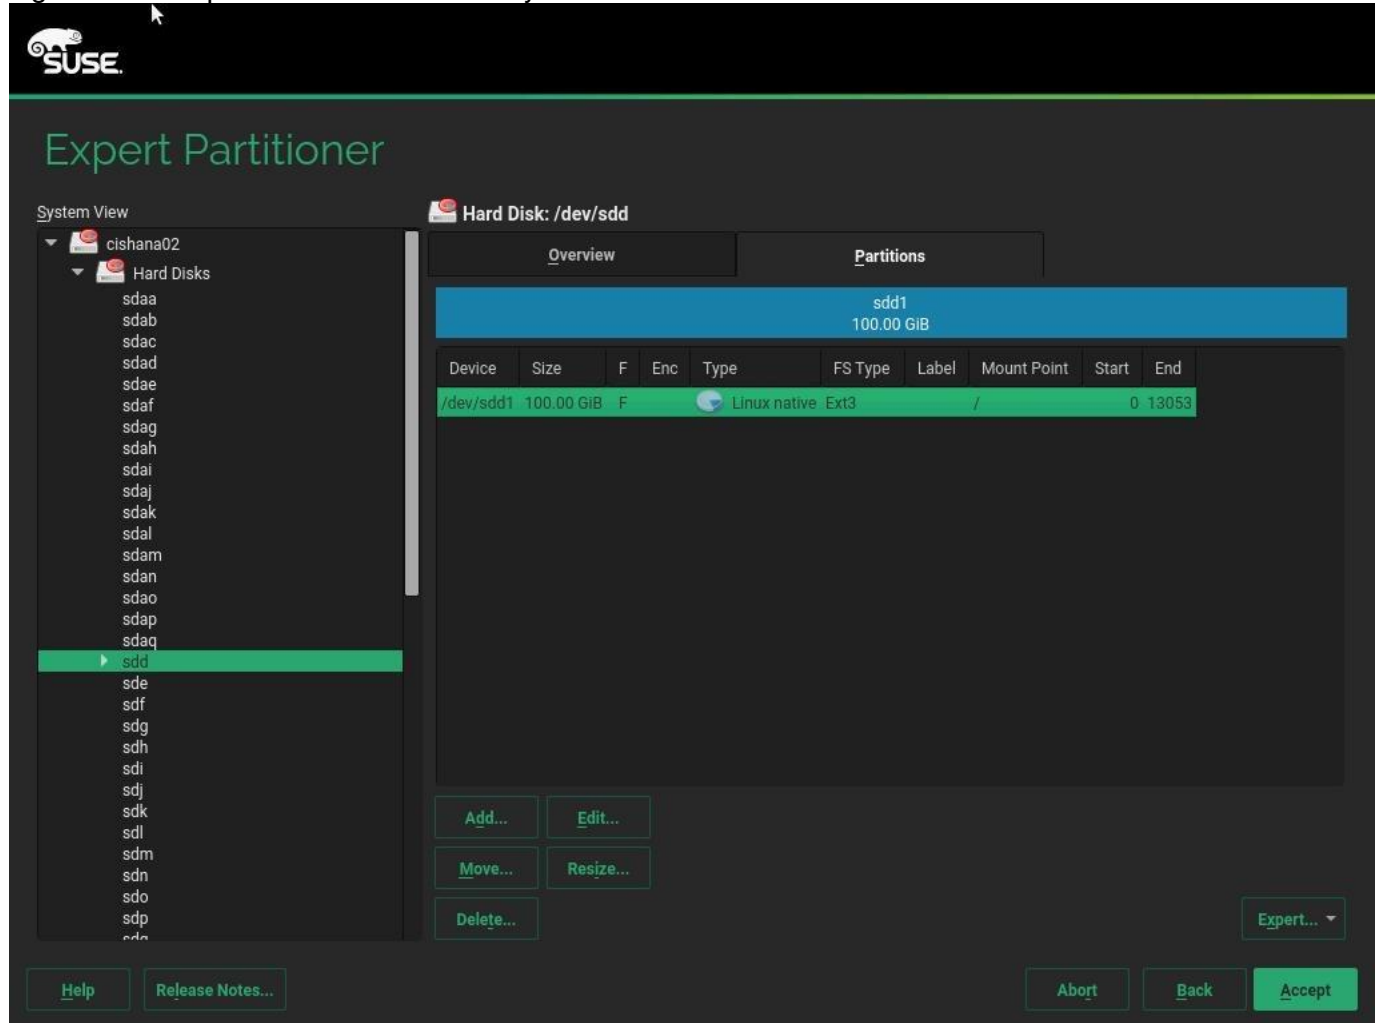 SUSE.
Expert Partitioner
System View
cishana02
Hard Disks
sdaa
sdab
sdac
sdad
sdae
sdaf
sdag
sdah
sdai
sdaj
sdak
sdal
sdam
sdan
sdao
sdap
sdaq
sdd
sde
sdf
sdg
sdh
sdi
sdj
sdk
sdl
sdm
sdn
sdo
sdp
Hard Disk: /dev/sdd
Overview Partitions
sdd1
100.00 GiB
Device Size F Enc Type FS Type Label Mount Point Start End
/dev/sdd1 100.00 GiB F Linux native Ext3 / 0 13053
Add... Edit...
Move... Resize...
Delete... Expert...
Help Release Notes... Abort Back Accept